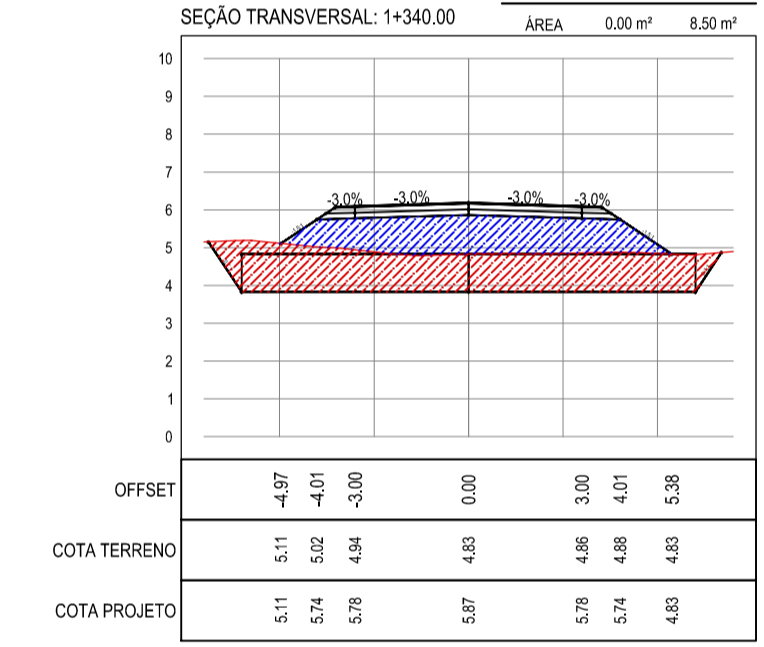 SEÇÃO TRANSVERSAL: 1+340.00
ÁREA 0.00 m² 8.50 m²
10
9
8
7
-3.0% -3.0% -3.0% -3.0%
6
5
4
3
2
1
0
OFFSET -4.97 -4.01 -3.00 0.00 3.00 4.01 5.38
COTA TERRENO 5.11 5.02 4.94 4.83 4.86 4.88 4.83
COTA PROJETO 5.11 5.74 5.78 5.87 5.78 5.74 4.83